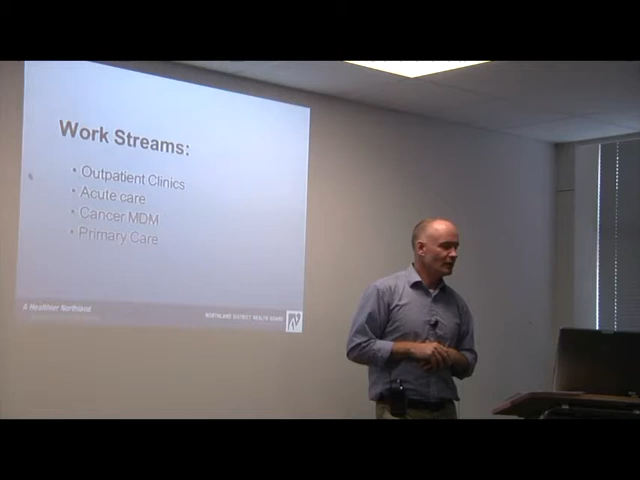 Work Streams:
• Outpatient Clinics
• Acute care
• Cancer MDM
• Primary Care
A Healthier Northland
NORTHLAND DISTRICT HEALTH BOARD